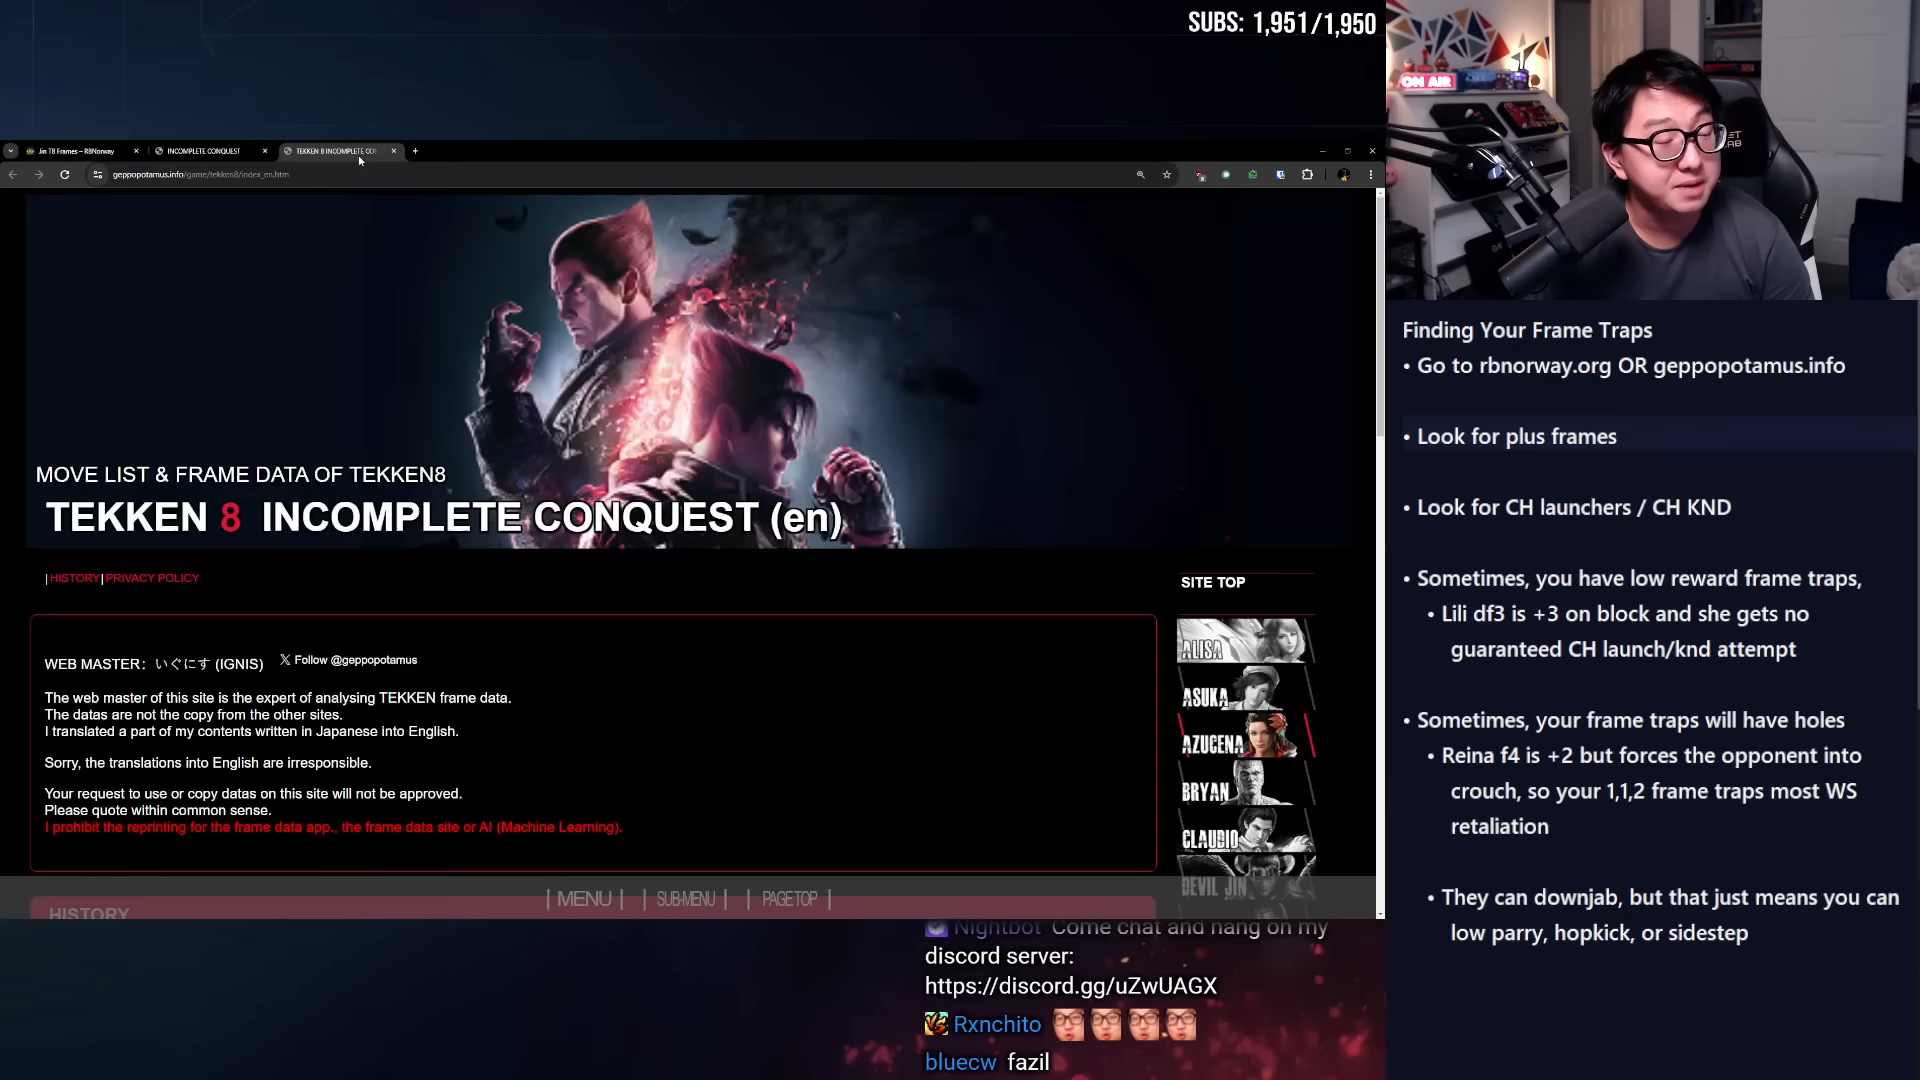 SUBS: 1,951/1,950
ON AIR
Jin T8 Frames – RBNorway
INCOMPLETE CONQUEST
TEKKEN 8 INCOMPLETE CO
geppopotamus.info/game/tekken8/index_en.htm
MOVE LIST & FRAME DATA OF TEKKEN8
TEKKEN 8 INCOMPLETE CONQUEST (en)
|HISTORY|PRIVACY POLICY
WEB MASTER：いぐにす (IGNIS)
Follow @geppopotamus
The web master of this site is the expert of analysing TEKKEN frame data.
The datas are not the copy from the other sites.
I translated a part of my contents written in Japanese into English.
Sorry, the translations into English are irresponsible.
Your request to use or copy datas on this site will not be approved.
Please quote within common sense.
I prohibit the reprinting for the frame data app., the frame data site or AI (Machine Learning).
HISTORY
| MENU | | SUB-MENU | | PAGETOP |
SITE TOP
ALISA
ASUKA
AZUCENA
BRYAN
CLAUDIO
DEVIL JIN
Nightbot Come chat and hang on my
discord server:
https://discord.gg/uZwUAGX
Rxnchito
bluecw fazil
Finding Your Frame Traps
• Go to rbnorway.org OR geppopotamus.info
• Look for plus frames
• Look for CH launchers / CH KND
• Sometimes, you have low reward frame traps,
• Lili df3 is +3 on block and she gets no
guaranteed CH launch/knd attempt
• Sometimes, your frame traps will have holes
• Reina f4 is +2 but forces the opponent into
crouch, so your 1,1,2 frame traps most WS
retaliation
• They can downjab, but that just means you can
low parry, hopkick, or sidestep